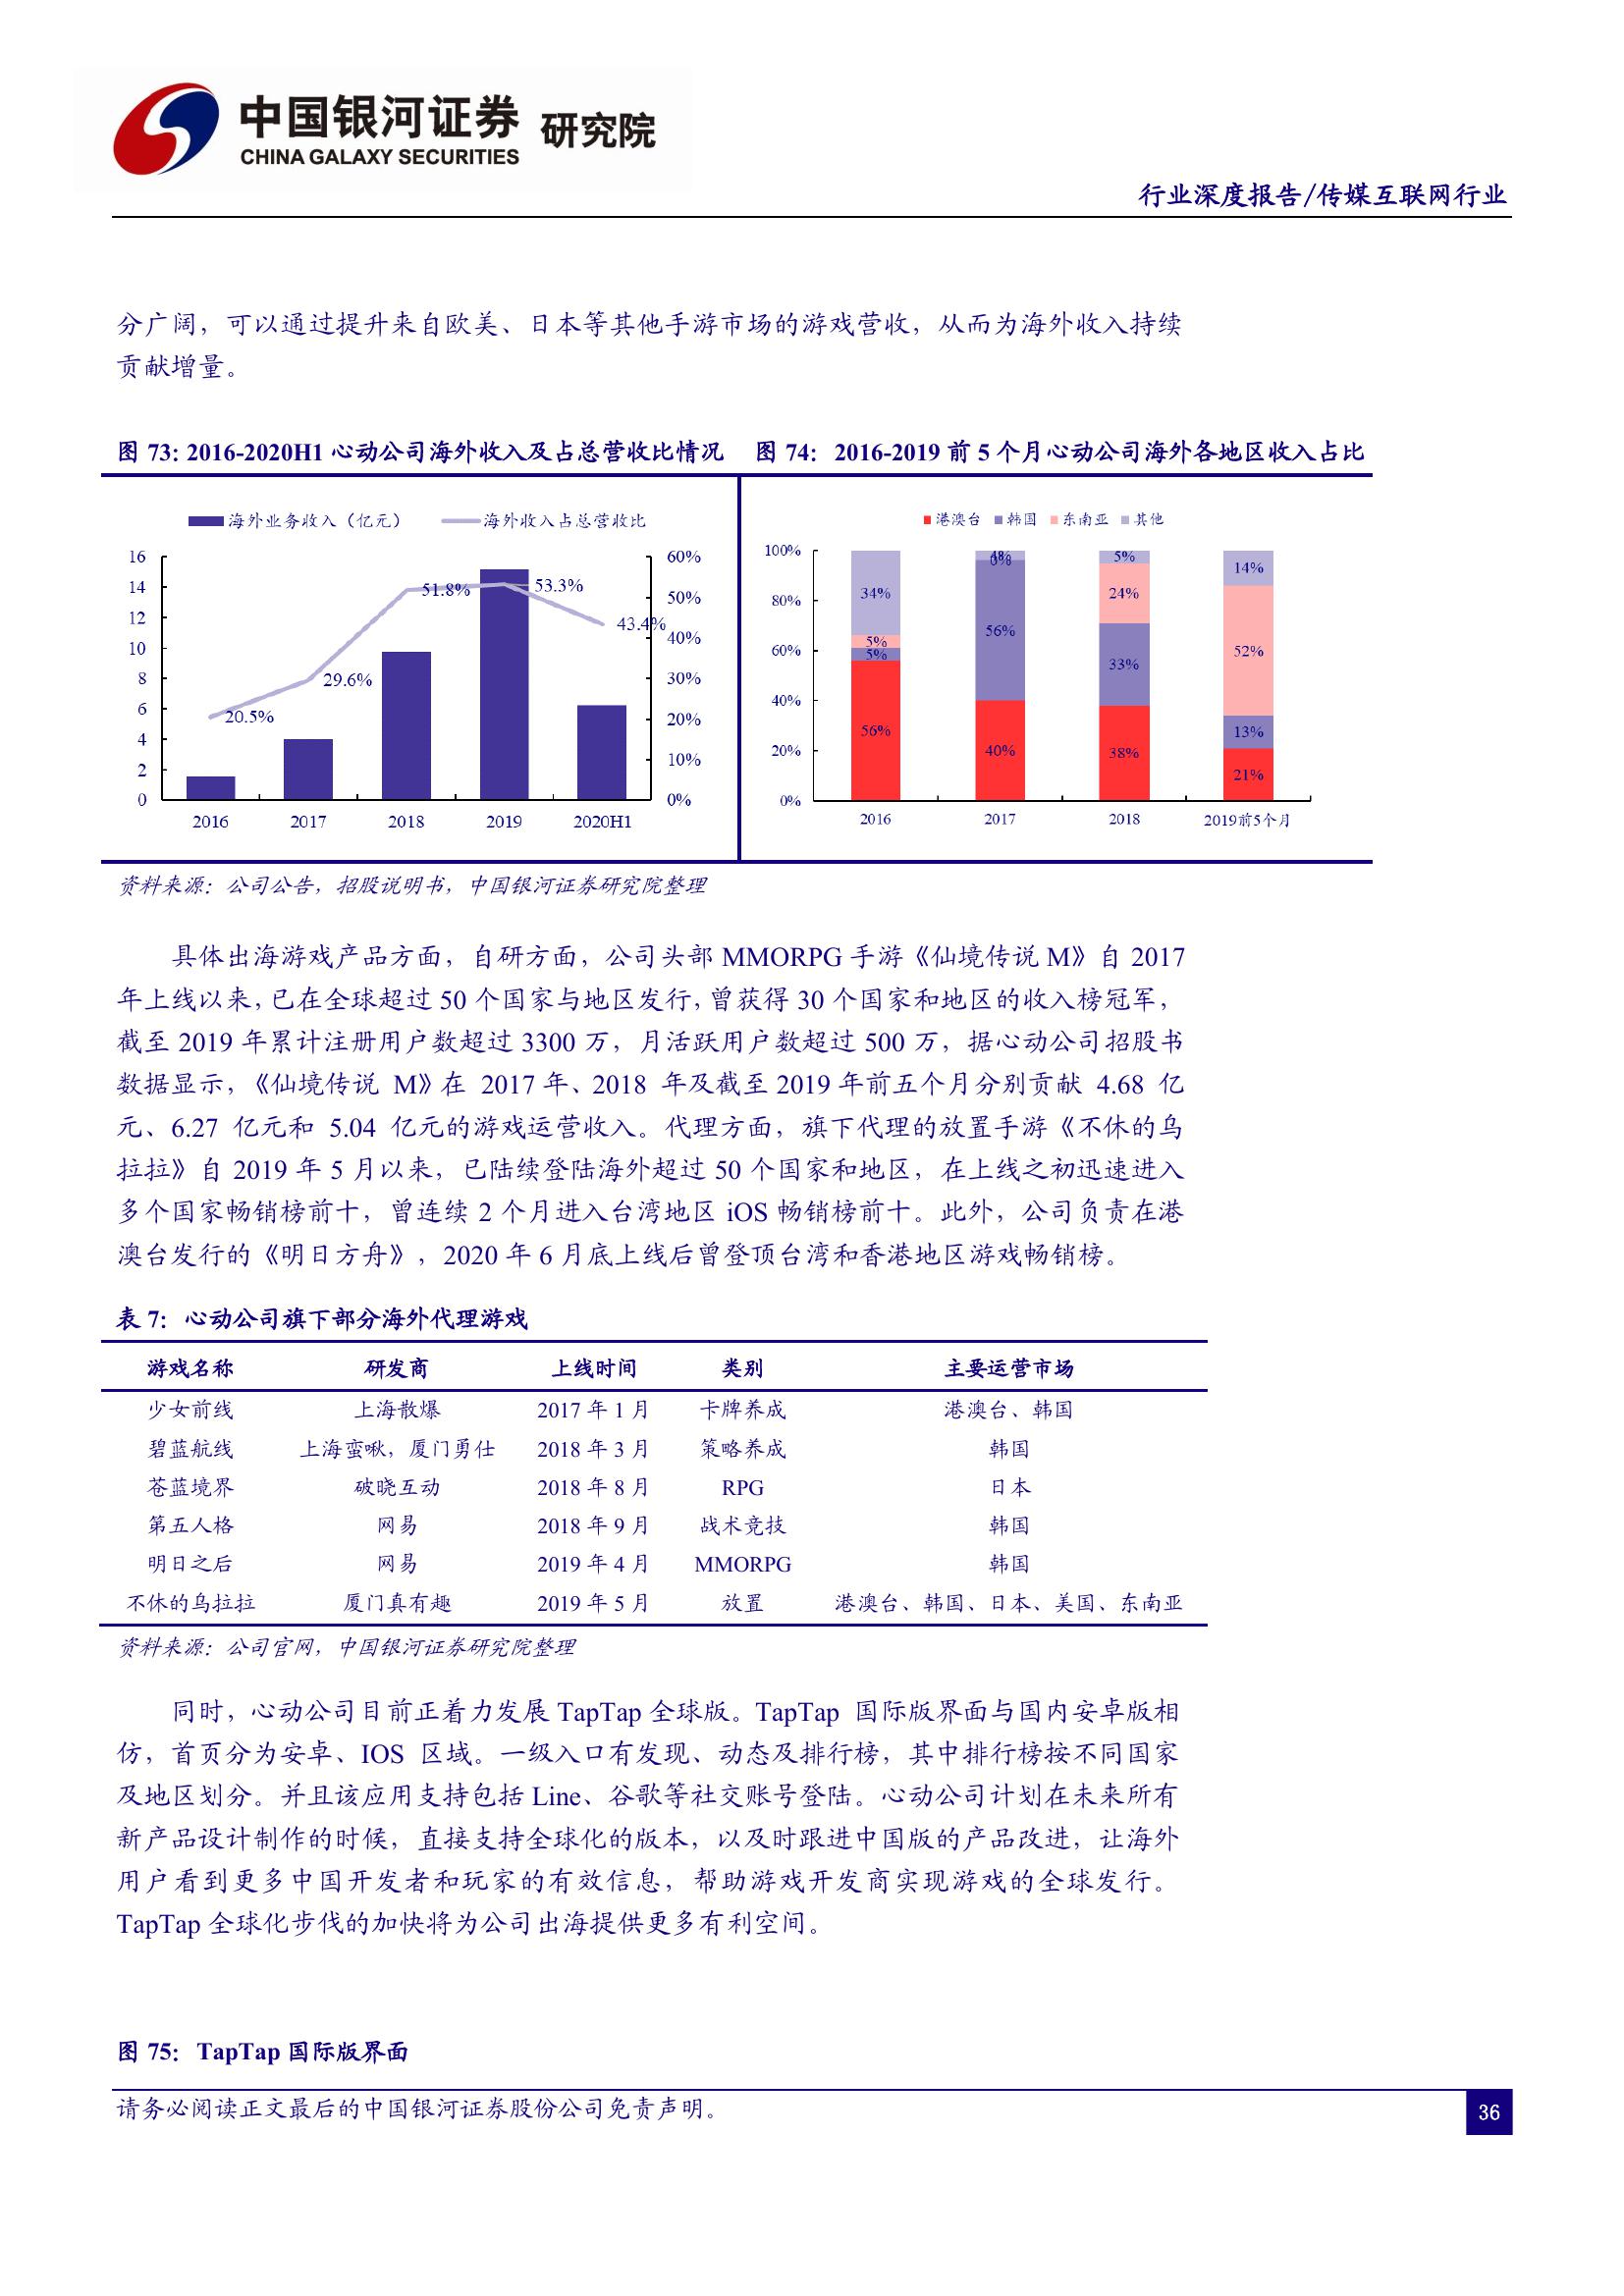 中国银河证券 研究院
CHINA GALAXY SECURITIES
行业深度报告/传媒互联网行业
分广阔，可以通过提升来自欧美、日本等其他手游市场的游戏营收，从而为海外收入持续
贡献增量。
图 73: 2016-2020H1 心动公司海外收入及占总营收比情况
图 74： 2016-2019 前 5 个月心动公司海外各地区收入占比
海外业务收入（亿元） 海外收入占总营收比
16 60%
14 50%
12 40%
10 30%
8 20%
6 10%
4 0%
2
0
20.5% 29.6% 51.8% 53.3% 43.4%
2016 2017 2018 2019 2020H1
港澳台 韩国 东南亚 其他
100%
80%
60%
40%
20%
0%
34% 4% 5% 14%
5% 0% 24% 52%
5% 56% 33% 13%
56% 40% 38% 21%
2016 2017 2018 2019前5个月
资料来源：公司公告，招股说明书，中国银河证券研究院整理
具体出海游戏产品方面，自研方面，公司头部 MMORPG 手游《仙境传说 M》自 2017
年上线以来，已在全球超过 50 个国家与地区发行，曾获得 30 个国家和地区的收入榜冠军，
截至 2019 年累计注册用户数超过 3300 万，月活跃用户数超过 500 万，据心动公司招股书
数据显示，《仙境传说 M》在 2017 年、2018 年及截至 2019 年前五个月分别贡献 4.68 亿
元、6.27 亿元和 5.04 亿元的游戏运营收入。代理方面，旗下代理的放置手游《不休的乌
拉拉》自 2019 年 5 月以来，已陆续登陆海外超过 50 个国家和地区，在上线之初迅速进入
多个国家畅销榜前十，曾连续 2 个月进入台湾地区 iOS 畅销榜前十。此外，公司负责在港
澳台发行的《明日方舟》，2020 年 6 月底上线后曾登顶台湾和香港地区游戏畅销榜。
表 7：心动公司旗下部分海外代理游戏
游戏名称 研发商 上线时间 类别 主要运营市场
少女前线 上海散爆 2017 年 1 月 卡牌养成 港澳台、韩国
碧蓝航线 上海蛮啾，厦门勇仕 2018 年 3 月 策略养成 韩国
苍蓝境界 破晓互动 2018 年 8 月 RPG 日本
第五人格 网易 2018 年 9 月 战术竞技 韩国
明日之后 网易 2019 年 4 月 MMORPG 韩国
不休的乌拉拉 厦门真有趣 2019 年 5 月 放置 港澳台、韩国、日本、美国、东南亚
资料来源：公司官网，中国银河证券研究院整理
同时，心动公司目前正着力发展 TapTap 全球版。TapTap 国际版界面与国内安卓版相
仿，首页分为安卓、IOS 区域。一级入口有发现、动态及排行榜，其中排行榜按不同国家
及地区划分。并且该应用支持包括 Line、谷歌等社交账号登陆。心动公司计划在未来所有
新产品设计制作的时候，直接支持全球化的版本，以及时跟进中国版的产品改进，让海外
用户看到更多中国开发者和玩家的有效信息，帮助游戏开发商实现游戏的全球发行。
TapTap 全球化步伐的加快将为公司出海提供更多有利空间。
图 75：TapTap 国际版界面
请务必阅读正文最后的中国银河证券股份公司免责声明。
36